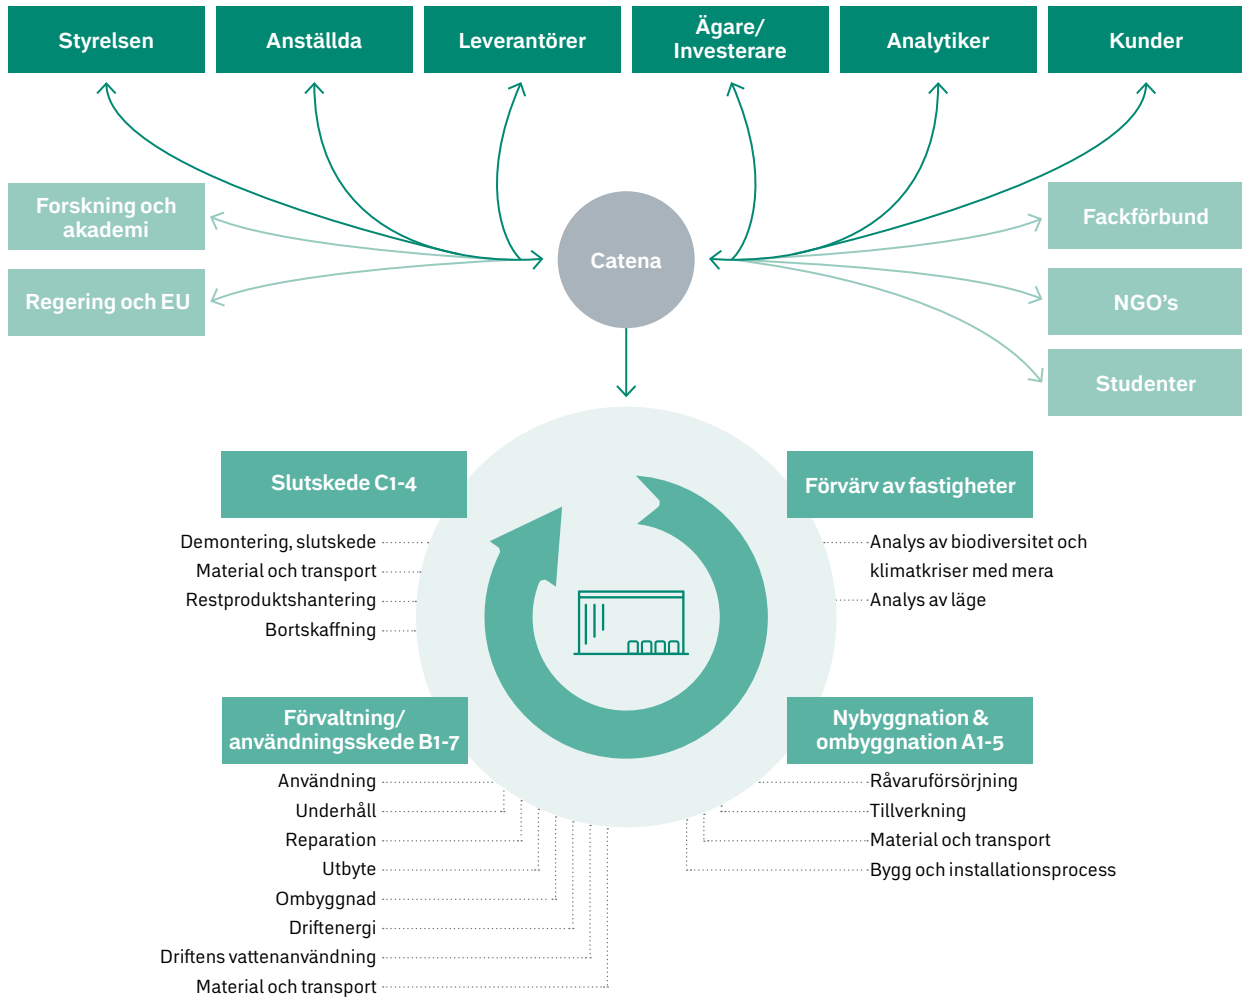 Styrelsen
Anställda
Leverantörer
Ägare/
Investerare
Analytiker
Kunder
Forskning och
akademi
Regering och EU
Catena
Fackförbund
NGO’s
Studenter
Slutskede C1-4
Demontering, slutskede
Material och transport
Restproduktshantering
Bortskaffning
Förvärv av fastigheter
Analys av biodiversitet och
klimatkriser med mera
Analys av läge
Förvaltning/
användningsskede B1-7
Användning
Underhåll
Reparation
Utbyte
Ombyggnad
Driftenergi
Driftens vattenanvändning
Material och transport
Nybyggnation &
ombyggnation A1-5
Råvaruförsörjning
Tillverkning
Material och transport
Bygg och installationsprocess